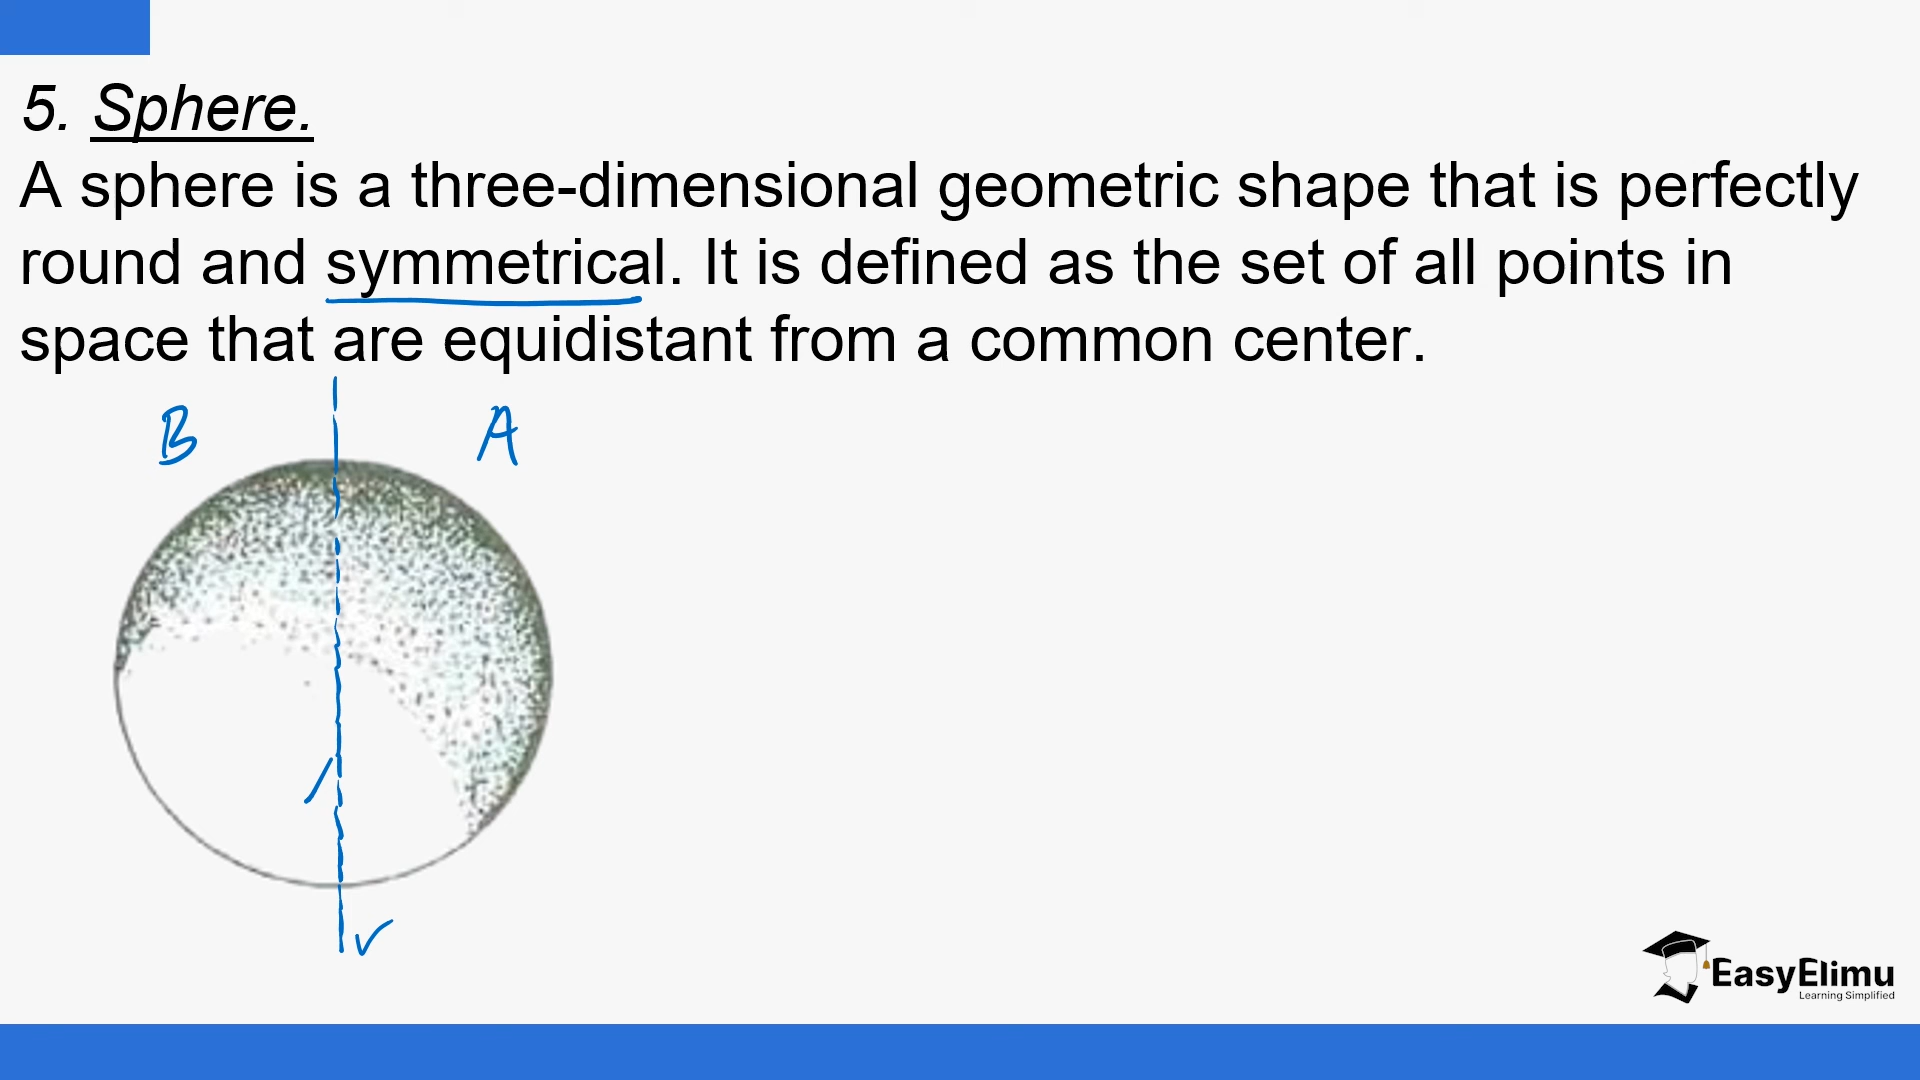 5. Sphere.
A sphere is a three-dimensional geometric shape that is perfectly
round and symmetrical. It is defined as the set of all points in
space that are equidistant from a common center.
B A
EasyElimu
Learning Simplified